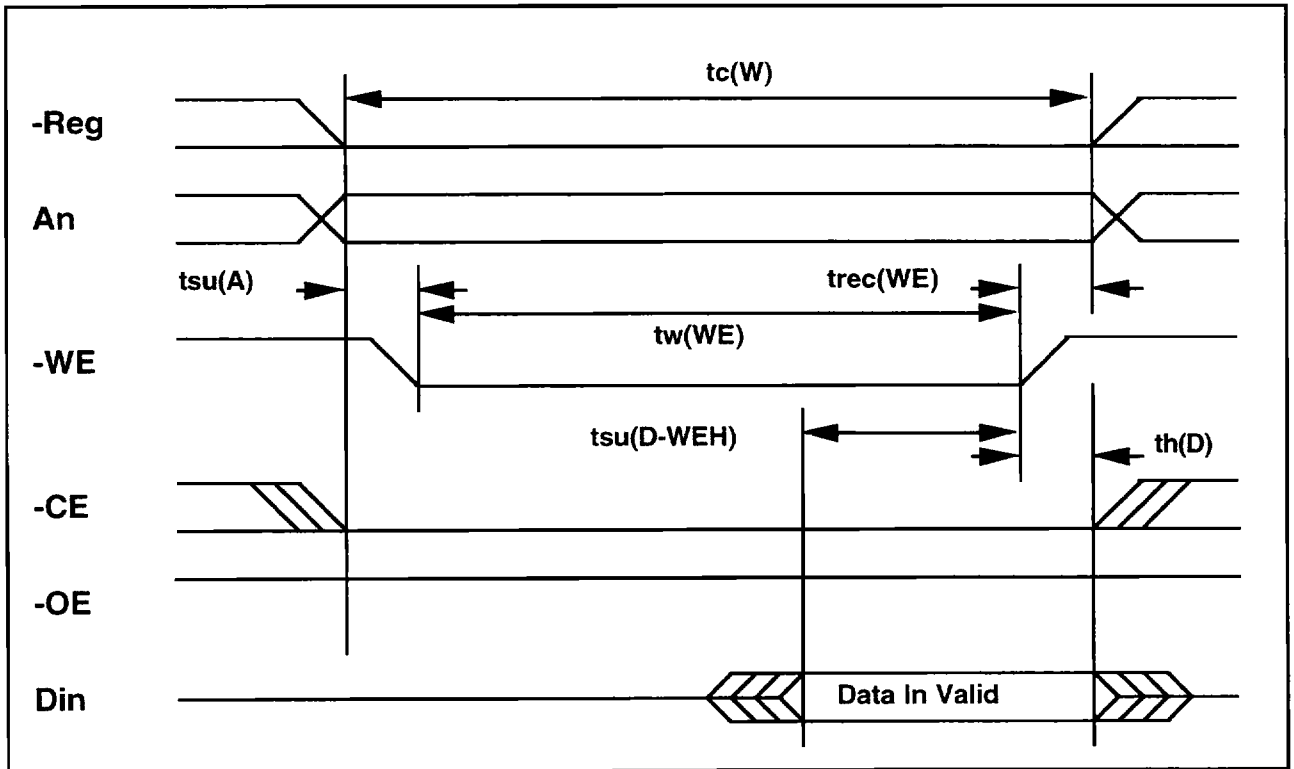 tc(W)
-Reg
An
tsu(A)
trec(WE)
tw(WE)
-WE
tsu(D-WEH)
th(D)
-CE
-OE
Din
Data In Valid